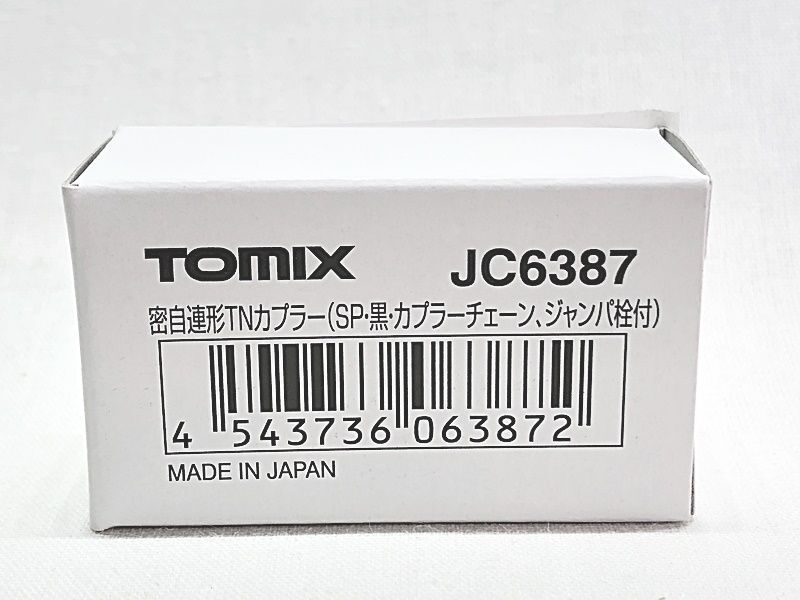 TOMIX JC6387
密自連形TNカプラー(SP・黒・カプラーチェーン、ジャンパ栓付)
4 543736 063872
MADE IN JAPAN